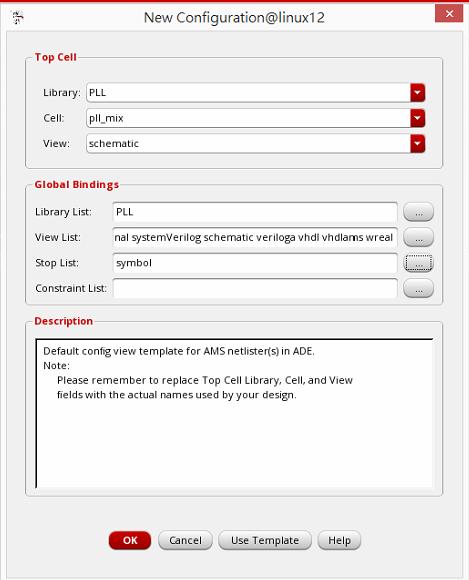 New Configuration@linux12
Top Cell
Library: PLL
Cell: pll_mix
View: schematic
Global Bindings
Library List: PLL
...
View List: nal systemVerilog schematic veriloga vhdl vhdlams wreal
...
Stop List: symbol
...
Constraint List:
...
Description
Default config view template for AMS netlister(s) in ADE.
Note:
Please remember to replace Top Cell Library, Cell, and View
fields with the actual names used by your design.
OK Cancel Use Template Help